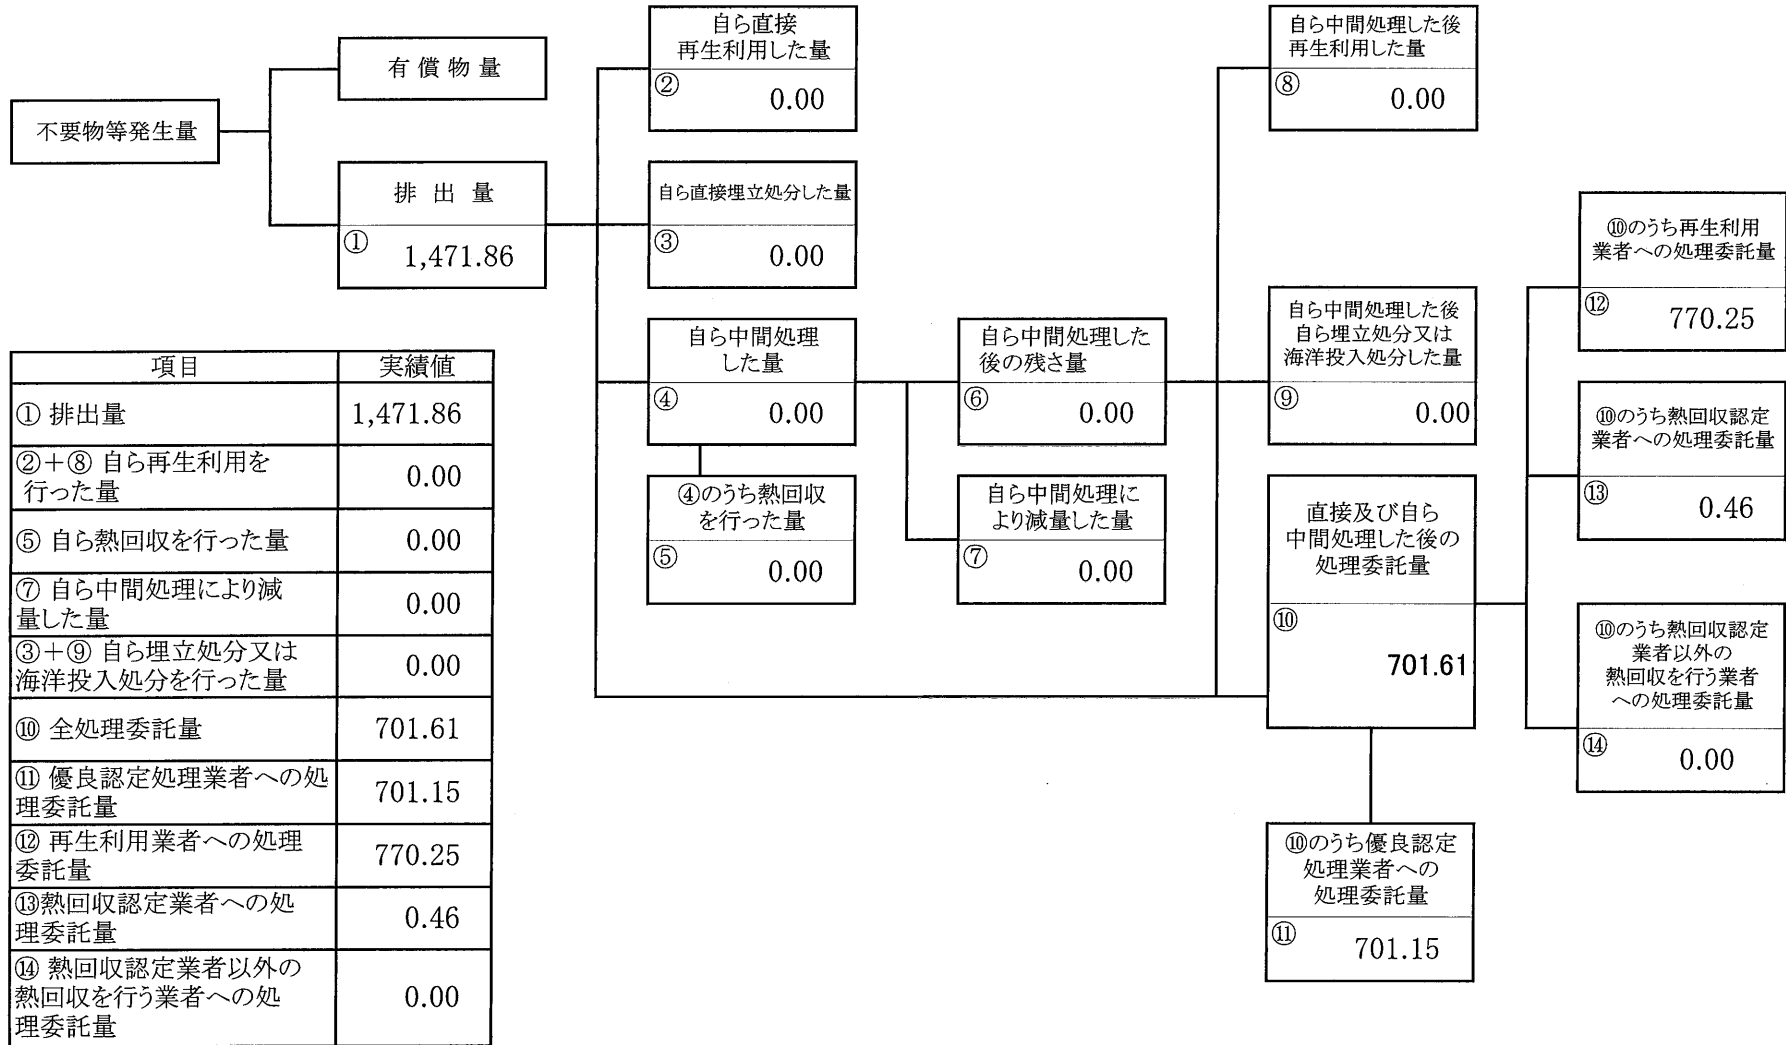 不要物等発生量
有 償 物 量
排 出 量
① 1,471.86
自ら直接
再生利用した量
② 0.00
自ら直接埋立処分した量
③ 0.00
自ら中間処理
した量
④ 0.00
④のうち熱回収
を行った量
⑤ 0.00
自ら中間処理した
後の残さ量
⑥ 0.00
自ら中間処理に
より減量した量
⑦ 0.00
自ら中間処理した後
再生利用した量
⑧ 0.00
自ら中間処理した後
自ら埋立処分又は
海洋投入処分した量
⑨ 0.00
直接及び自ら
中間処理した後の
処理委託量
⑩
701.61
⑩のうち優良認定
処理業者への
処理委託量
⑪ 701.15
⑩のうち再生利用
業者への処理委託量
⑫ 770.25
⑩のうち熱回収認定
業者への処理委託量
⑬ 0.46
⑩のうち熱回収認定
業者以外の
熱回収を行う業者
への処理委託量
⑭ 0.00
項目 実績値
① 排出量 1,471.86
②+⑧ 自ら再生利用を
行った量 0.00
⑤ 自ら熱回収を行った量 0.00
⑦ 自ら中間処理により減
量した量 0.00
③+⑨ 自ら埋立処分又は
海洋投入処分を行った量 0.00
⑩ 全処理委託量 701.61
⑪ 優良認定処理業者への処
理委託量 701.15
⑫ 再生利用業者への処理
委託量 770.25
⑬熱回収認定業者への処
理委託量 0.46
⑭ 熱回収認定業者以外の
熱回収を行う業者への処
理委託量 0.00